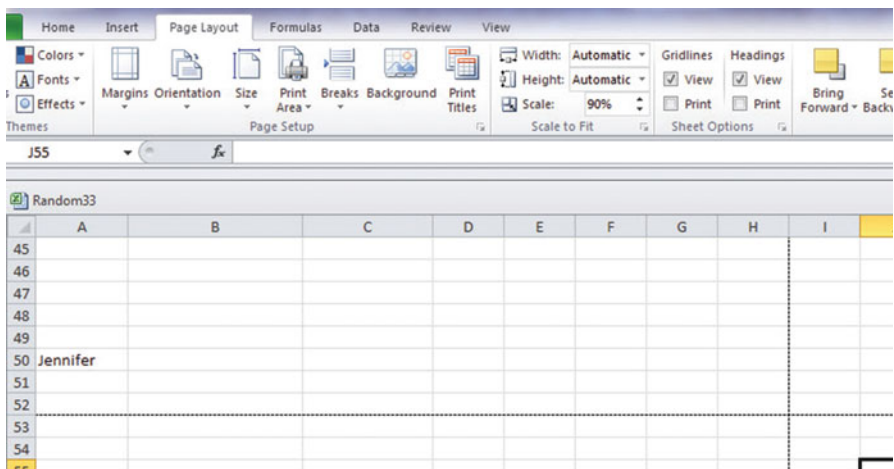 Home Insert Page Layout Formulas Data Review View
Colors Width: Automatic Gridlines Headings
Fonts Height: Automatic View View
Effects Margins Orientation Size Print Area Breaks Background Print Titles Scale: 90% Print Print Bring Forward
Page Setup Scale to Fit Sheet Options
J55 fx
Random33
A B C D E F G H I
45
46
47
48
49
50 Jennifer
51
52
53
54
55